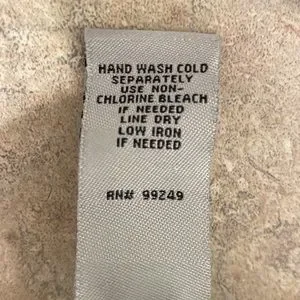 HAND WASH COLD
SEPARATELY
USE NON-
CHLORINE BLEACH
IF NEEDED
LINE DRY
LOW IRON
IF NEEDED
RN# 99249